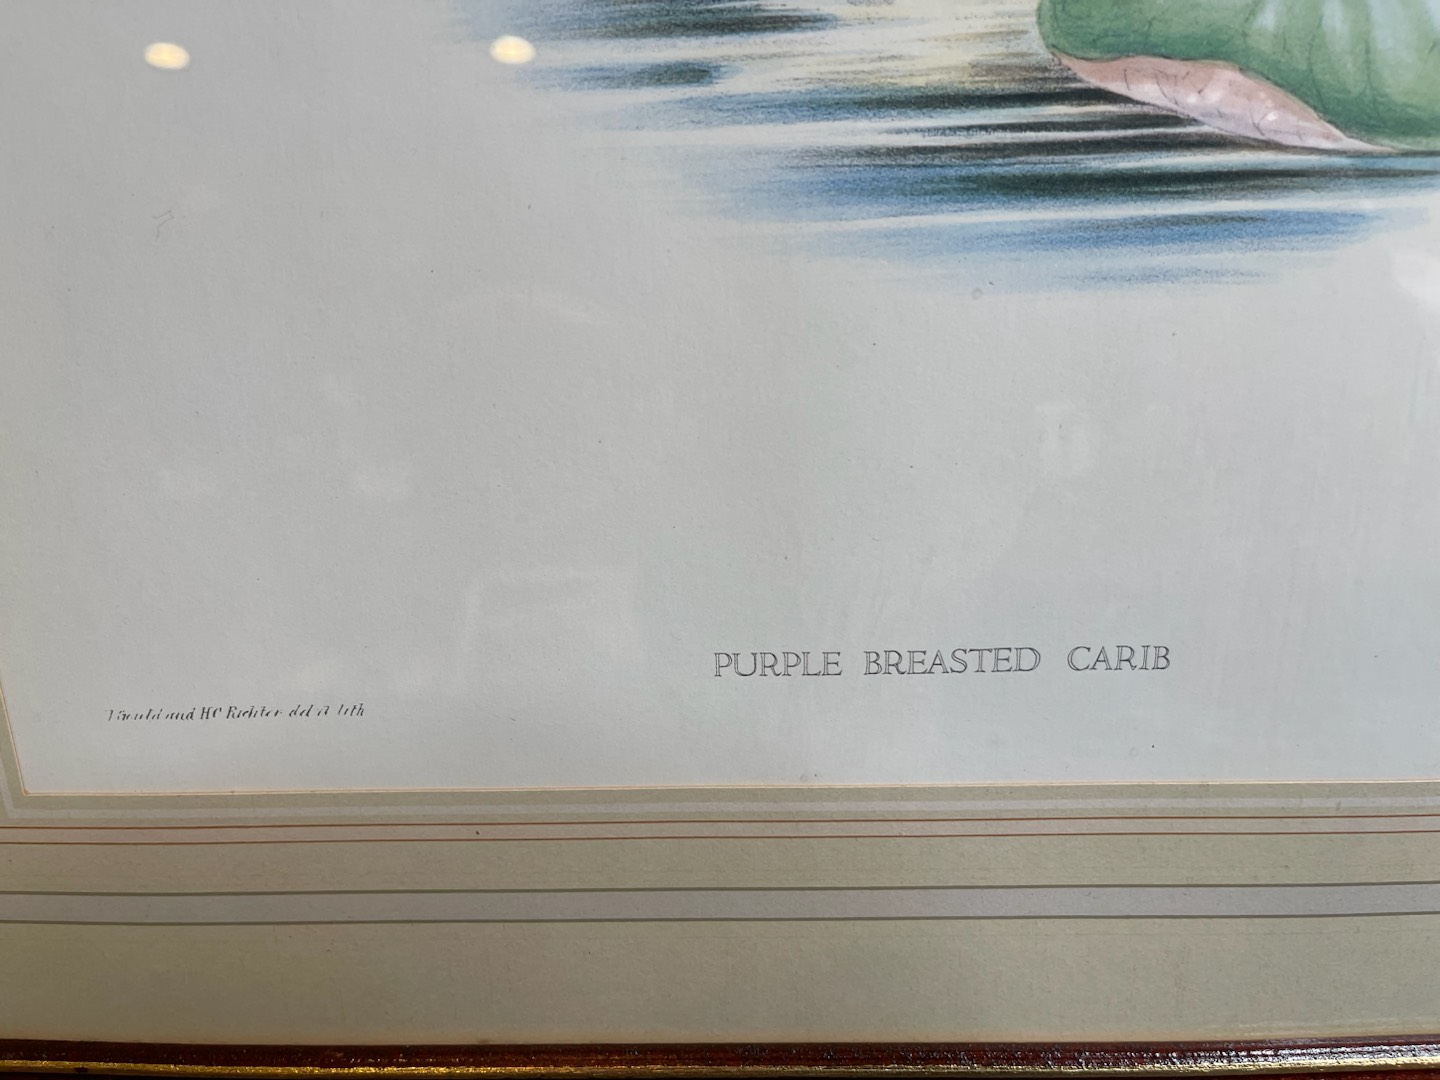 PURPLE BREASTED CARIB
J Gould and HC Richter del et lith